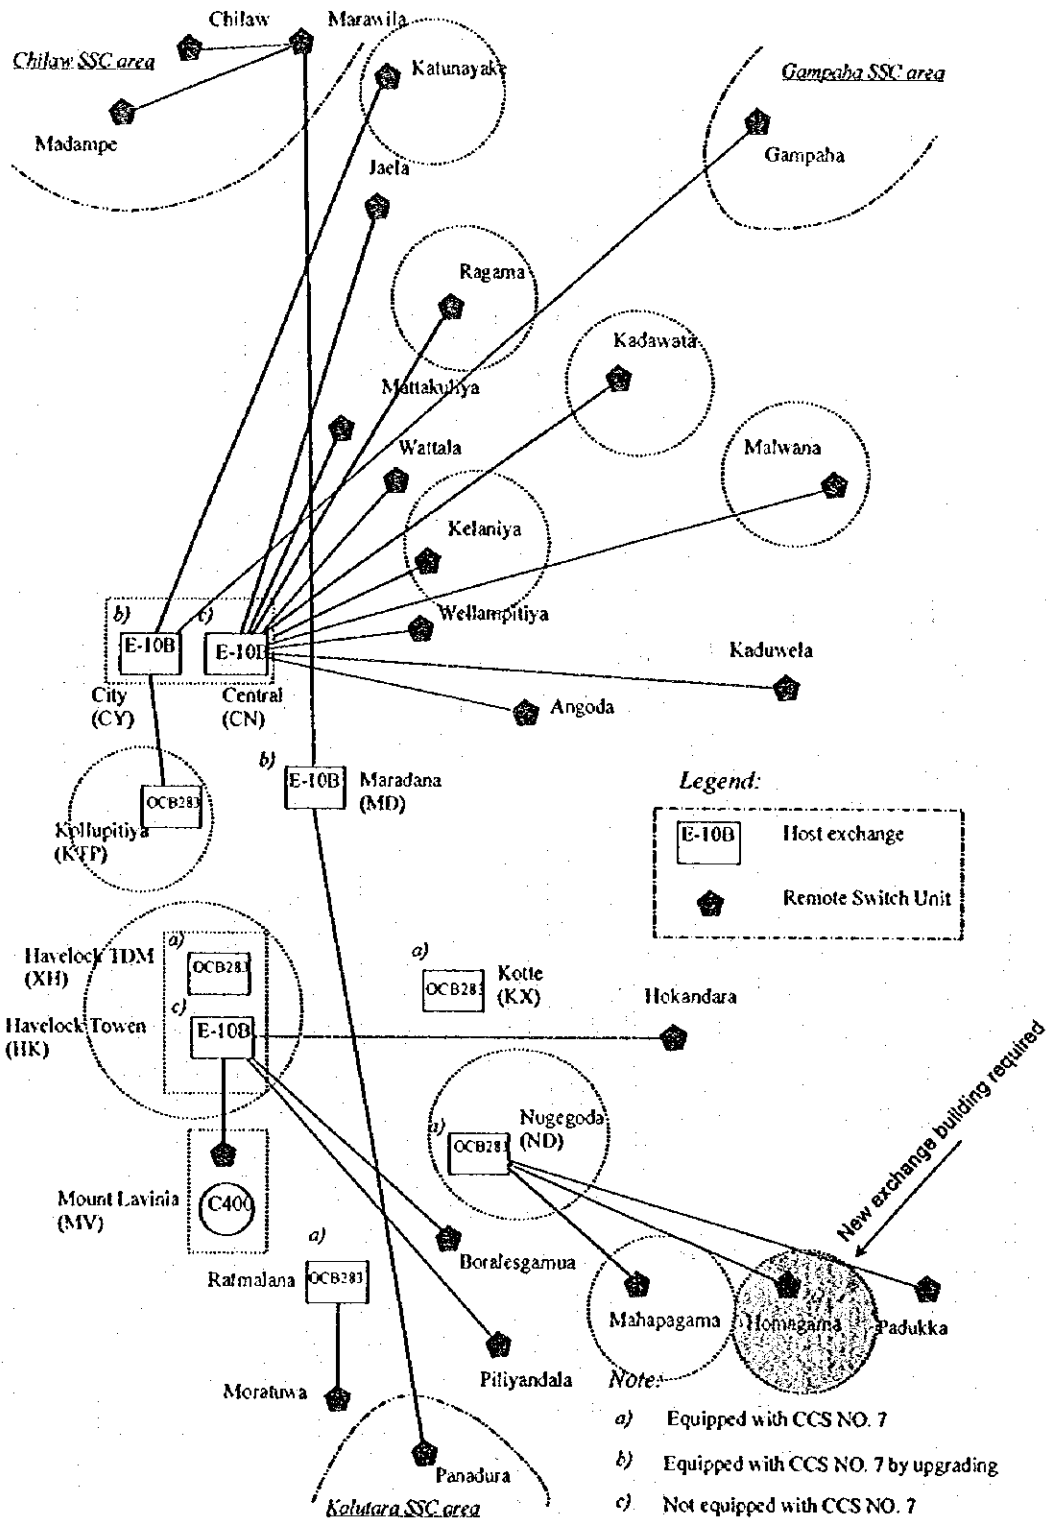 Chilaw
Marawila
Chilaw SSC area
Katunayake
Gampaha SSC area
Madampe
Gampaha
Jaela
Ragama
Kadawata
Mattakuliya
Wattala
Malwana
Kelaniya
b)
c)
Wellampitiya
E-10B
E-10B
Kaduwela
City
(CY)
Central
(CN)
Angoda
b)
E-10B
Maradana
(MD)
Legend:
OCB283
Kollupitiya
(KTP)
E-10B
Host exchange
Remote Switch Unit
Havelock TDM
(XH)
a)
OCB283
a)
OCB283
Kotte
(KX)
Hokandara
Havelock Towen
(HK)
c)
E-10B
New exchange building required
Nugegoda
(ND)
a)
OCB283
Mount Lavinia
(MV)
C400
a)
Boralesgamua
Ratmalana
OCB283
Mahapagama
Homagama
Padukka
Piliyandala
Moratuwa
Note:
a) Equipped with CCS NO. 7
b) Equipped with CCS NO. 7 by upgrading
c) Not equipped with CCS NO. 7
Panadura
Kalutara SSC area